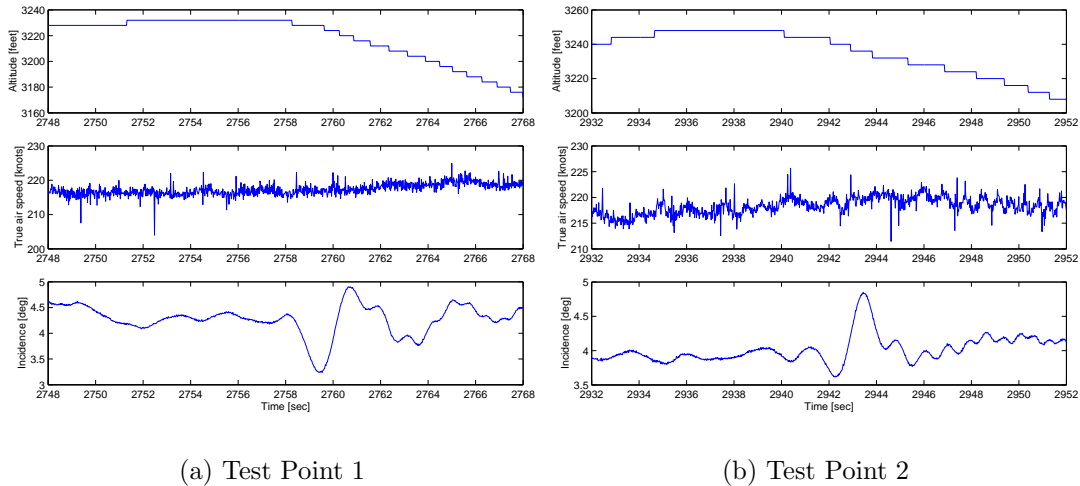 3240
3220
3200
3180
3160
Altitude [feet]
2748 2750 2752 2754 2756 2758 2760 2762 2764 2766 2768
230
220
210
200
True air speed [knots]
2748 2750 2752 2754 2756 2758 2760 2762 2764 2766 2768
5
4.5
4
3.5
3
Incidence [deg]
2748 2750 2752 2754 2756 2758 2760 2762 2764 2766 2768
Time [sec]
(a) Test Point 1
3260
3240
3220
3200
Altitude [feet]
2932 2934 2936 2938 2940 2942 2944 2946 2948 2950 2952
230
225
220
215
210
True air speed [knots]
2932 2934 2936 2938 2940 2942 2944 2946 2948 2950 2952
5
4.5
4
3.5
Incidence [deg]
2932 2934 2936 2938 2940 2942 2944 2946 2948 2950 2952
Time [sec]
(b) Test Point 2